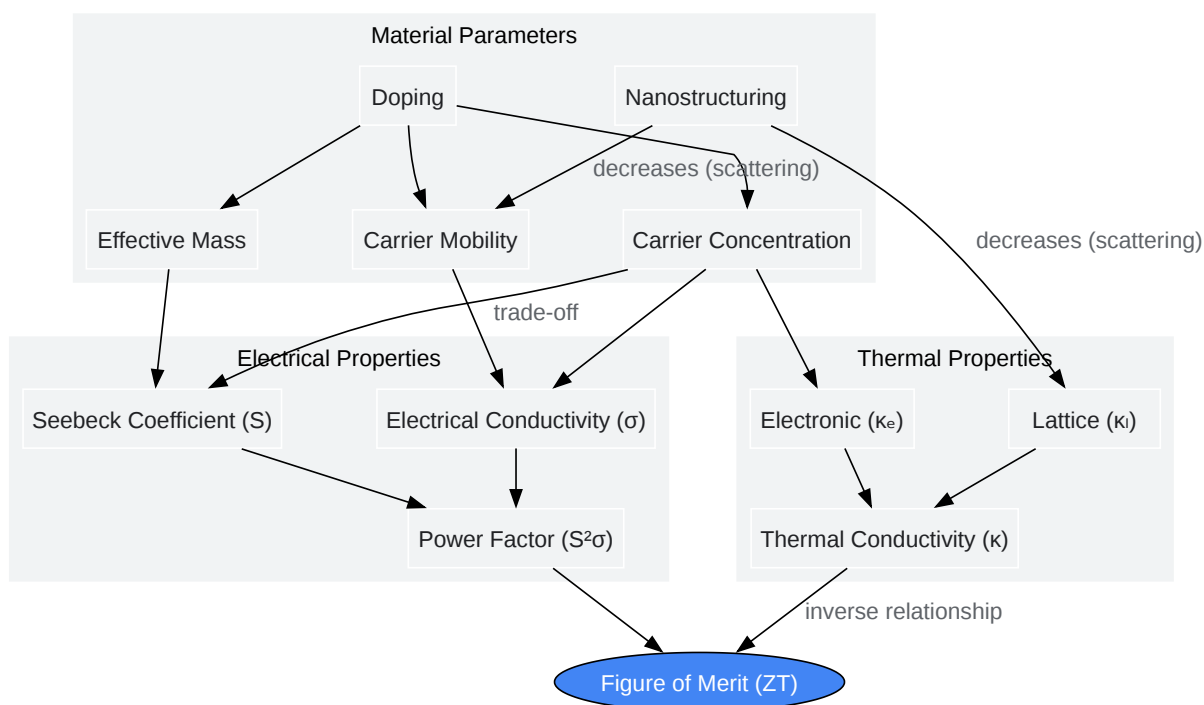 Material Parameters
Doping
Nanostructuring
decreases (scattering)
Effective Mass
Carrier Mobility
Carrier Concentration
decreases (scattering)
trade-off
Electrical Properties
Thermal Properties
Seebeck Coefficient (S)
Electrical Conductivity (σ)
Electronic (κₑ)
Lattice (κₗ)
Power Factor (S²σ)
Thermal Conductivity (κ)
inverse relationship
Figure of Merit (ZT)